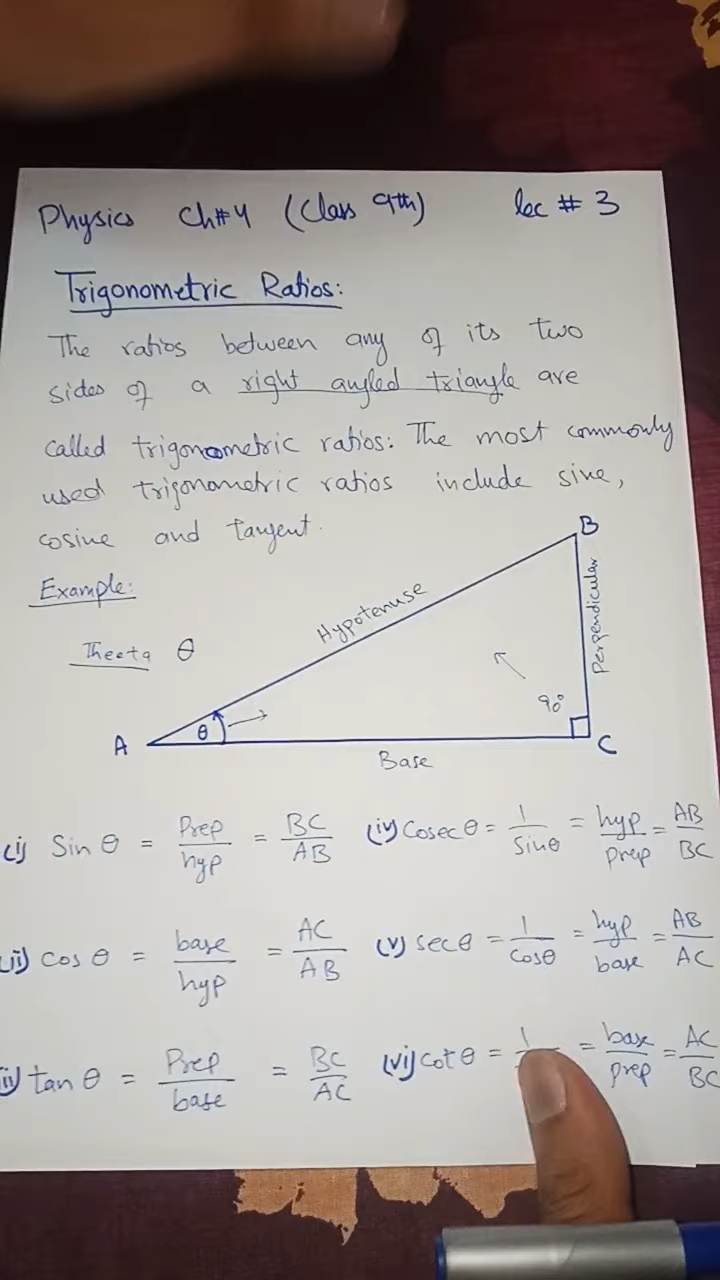 Physics Ch#4 (Class 9th) lec # 3
Trigonometric Ratios:
The ratios between any of its two
sides of a right angled triangle are
called trigonometric ratios: The most commonly
used trigonometric ratios include sine,
cosine and tangent.
Example:
Theeta θ
Hypotenuse
B
Perpendicular
90°
θ
A
C
Base
(i) Sin θ = Prep/hyp = BC/AB (iv) Cosec θ = 1/Sinθ = hyp/prep = AB/BC
(ii) cos θ = base/hyp = AC/AB (v) sec θ = 1/cosθ = hyp/base = AB/AC
(iii) tan θ = Prep/base = BC/AC (vi) cot θ = 1/ = base/prep = AC/BC